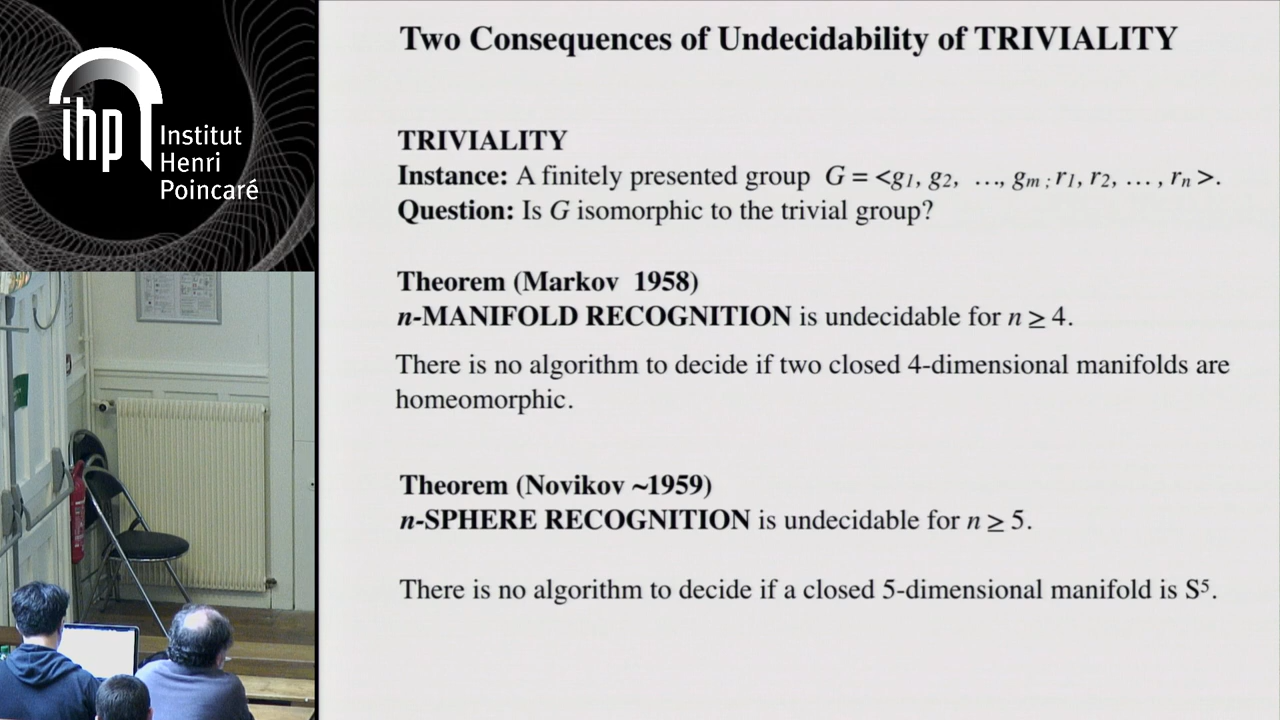 ihp
Institut
Henri
Poincaré
Two Consequences of Undecidability of TRIVIALITY
TRIVIALITY
Instance: A finitely presented group G = <g1, g2, …, gm ; r1, r2, … , rn >.
Question: Is G isomorphic to the trivial group?
Theorem (Markov 1958)
n-MANIFOLD RECOGNITION is undecidable for n ≥ 4.
There is no algorithm to decide if two closed 4-dimensional manifolds are
homeomorphic.
Theorem (Novikov ~1959)
n-SPHERE RECOGNITION is undecidable for n ≥ 5.
There is no algorithm to decide if a closed 5-dimensional manifold is S⁵.